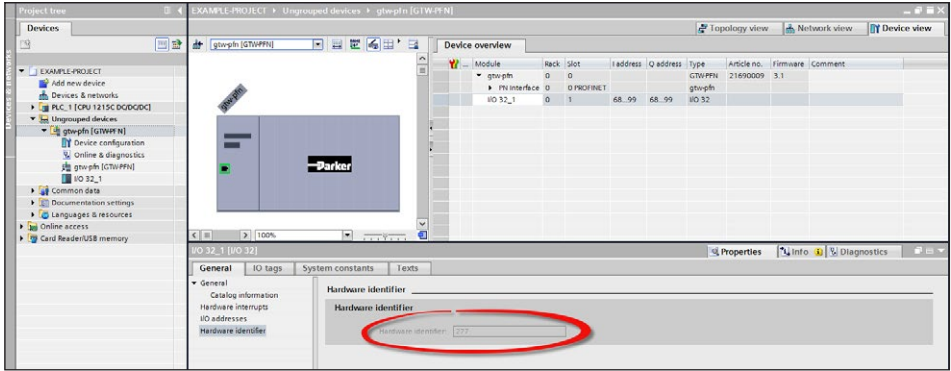 Project tree
EXAMPLE-PROJECT ▸ Ungrouped devices ▸ gtw-pfn [GTW-PFN]
Devices
Topology view Network view Device view
gtw-pfn [GTW-PFN]
Device overview
Devices & networks
... Module Rack Slot I address Q address Type Article no. Firmware Comment
gtw-pfn 0 0 GTW-PFN 21690009 3.1
PN Interface 0 0 PROFINET gtw-pfn
I/O 32_1 0 1 68...99 68...99 I/O 32
EXAMPLE-PROJECT
Add new device
Devices & networks
PLC_1 [CPU 1215C DC/DC/DC]
Ungrouped devices
gtw-pfn [GTW-PFN]
Device configuration
Online & diagnostics
gtw-pfn [GTW-PFN]
I/O 32_1
Common data
Documentation settings
Languages & resources
Online access
Card Reader/USB memory
gtw-pfn
Parker
100%
I/O 32_1 [I/O 32]
Properties Info Diagnostics
General IO tags System constants Texts
General
Catalog information
Hardware interrupts
I/O addresses
Hardware identifier
Hardware identifier
Hardware identifier
Hardware identifier: 277